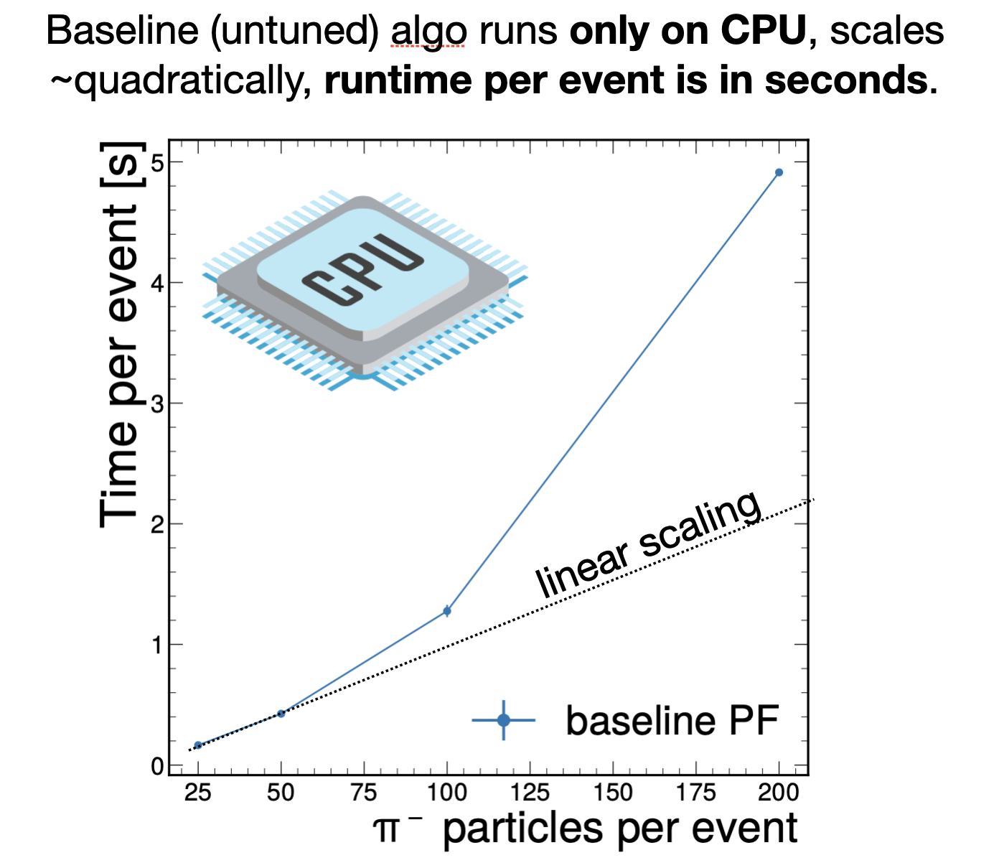 Baseline (untuned) algo runs only on CPU, scales
~quadratically, runtime per event is in seconds.
Time per event [s]
5
4
3
2
1
0
CPU
linear scaling
baseline PF
25 50 75 100 125 150 175 200
π⁻ particles per event